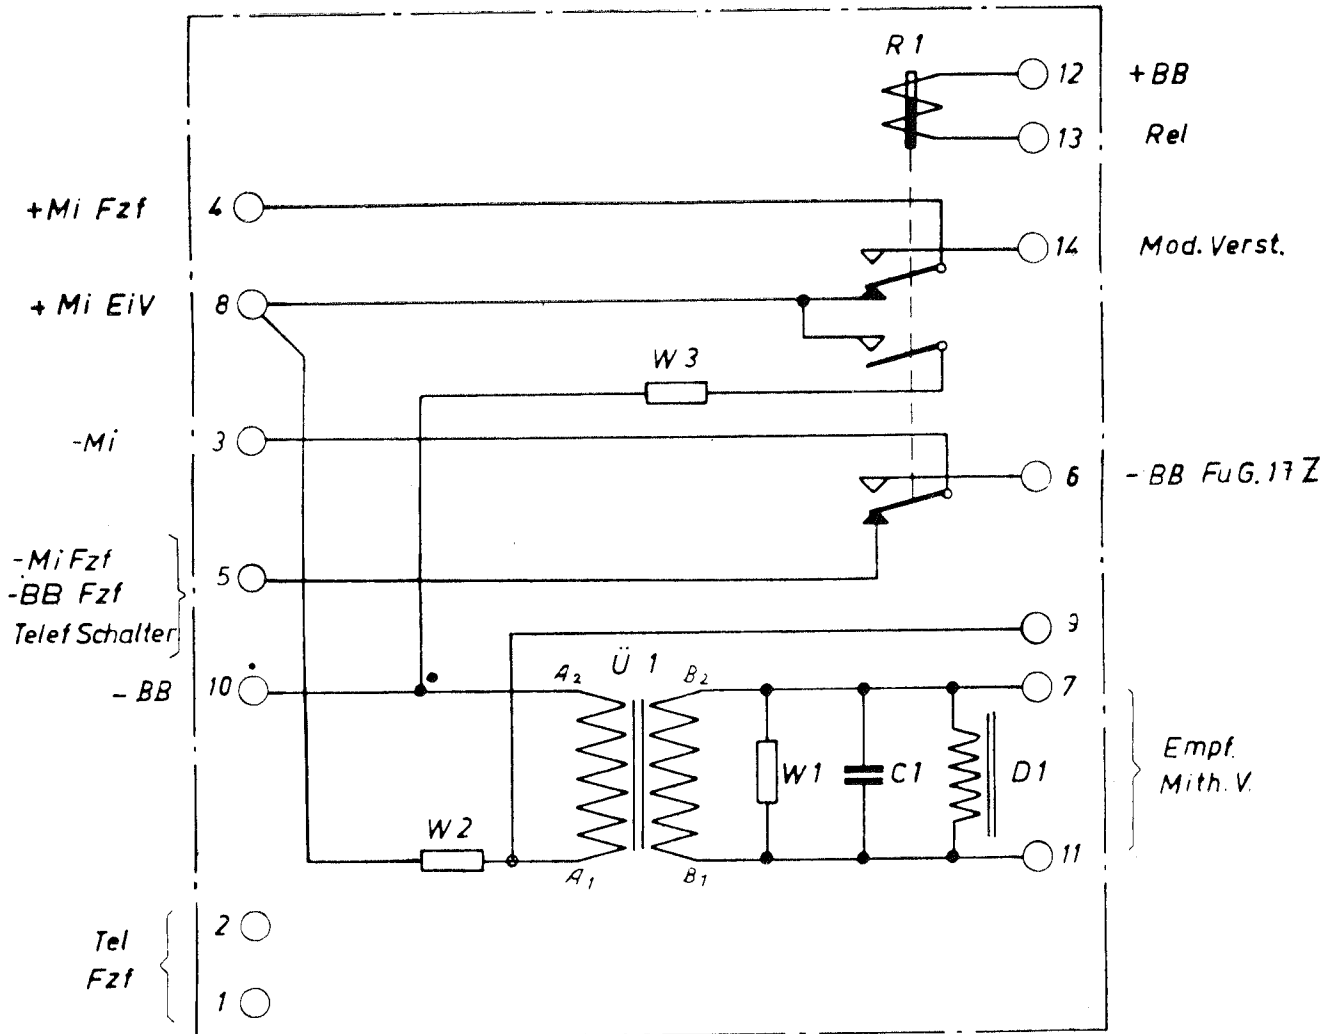 R 1
12 +BB
13 Rel
+Mi Fzf 4
14 Mod. Verst.
+ Mi EiV 8
W 3
-Mi 3
6 - BB FuG. 17 Z
-Mi Fzf
-BB Fzf
Telef Schalter
5
9
Ü 1
- BB 10
A2
B2
7
W1
C1
D1
Empf.
Mith. V.
W 2
A1
B1
11
2
Tel
Fzf
1